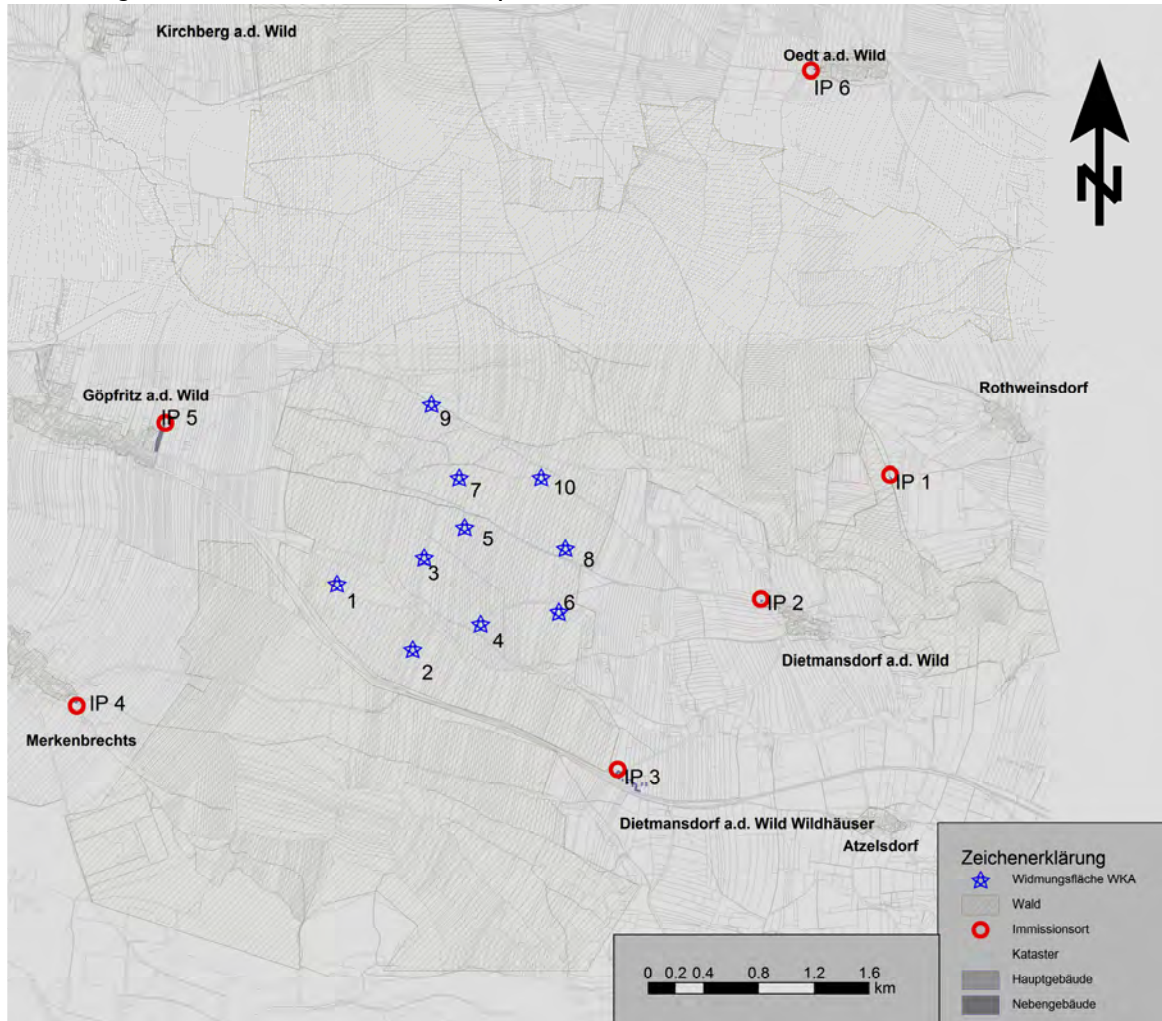 Kirchberg a.d. Wild
Oedt a.d. Wild
IP 6
N
Göpfritz a.d. Wild
IP 5
Rothweinsdorf
9
7
10
IP 1
5
8
3
1
6
IP 2
4
2
Dietmansdorf a.d. Wild
IP 4
Merkenbrechts
IP 3
Dietmansdorf a.d. Wild Wildhäuser
Atzelsdorf
Zeichenerklärung
Widmungsfläche WKA
Wald
Immissionsort
Kataster
Hauptgebäude
Nebengebäude
0 0.2 0.4 0.8 1.2 1.6
km